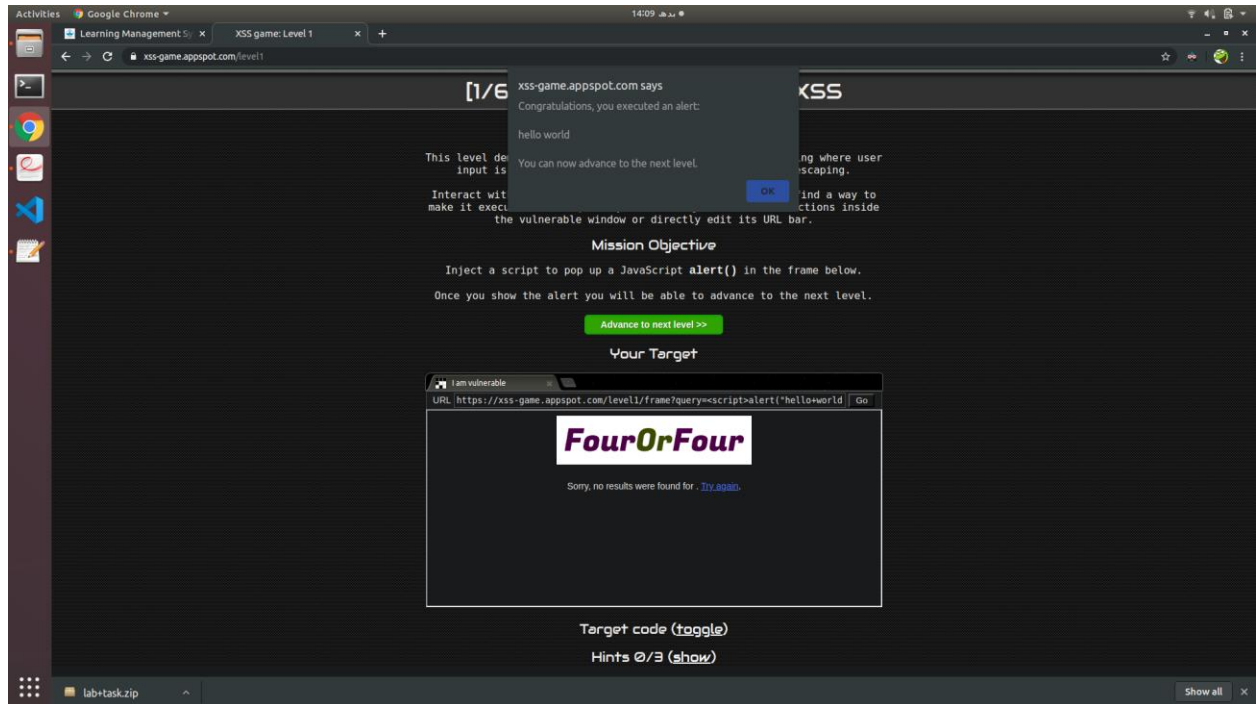 Activities Google Chrome 14:09 بدھ
Learning Management Sy XSS game: Level 1
xss-game.appspot.com/level1
[1/6 XSS
xss-game.appspot.com says
Congratulations, you executed an alert:
hello world
You can now advance to the next level.
OK
This level de ng where user
input is scaping.
Interact wit find a way to
make it execu ctions inside
the vulnerable window or directly edit its URL bar.
Mission Objective
Inject a script to pop up a JavaScript alert() in the frame below.
Once you show the alert you will be able to advance to the next level.
Advance to next level >>
Your Target
I am vulnerable
URL https://xss-game.appspot.com/level1/frame?query=<script>alert("hello+world Go
FourOrFour
Sorry, no results were found for . Try again.
Target code (toggle)
Hints 0/3 (show)
lab+task.zip Show all